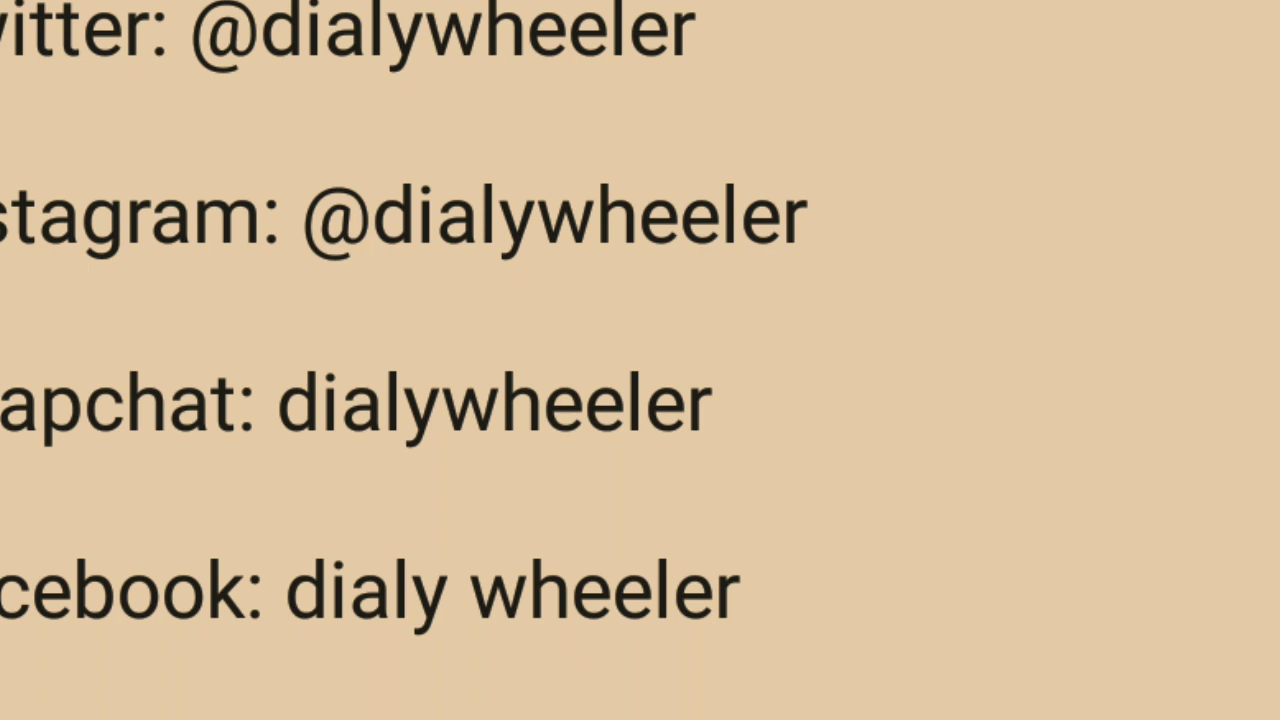 witter: @dialywheeler
stagram: @dialywheeler
apchat: dialywheeler
cebook: dialy wheeler